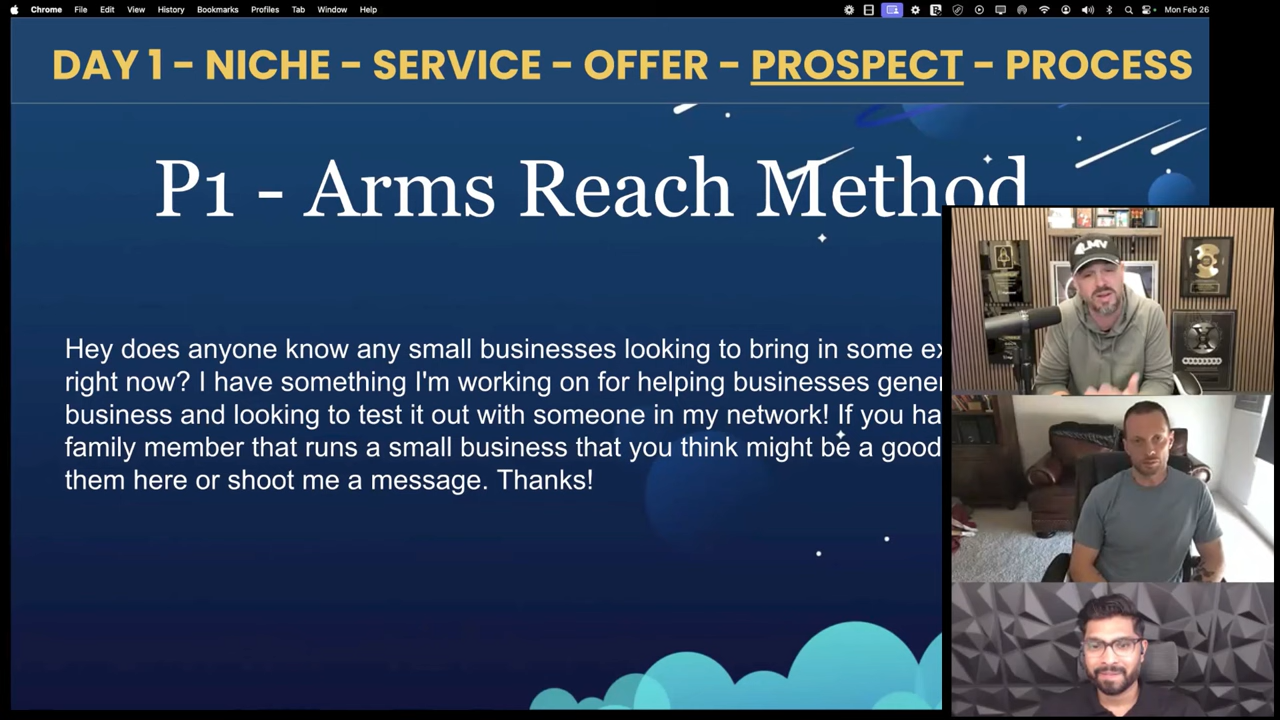 Chrome File Edit View History Bookmarks Profiles Tab Window Help Mon Feb 26
DAY 1 - NICHE - SERVICE - OFFER - PROSPECT - PROCESS
P1 - Arms Reach Method
Hey does anyone know any small businesses looking to bring in some
right now? I have something I'm working on for helping businesses
business and looking to test it out with someone in my network! If you
family member that runs a small business that you think might be a good
them here or shoot me a message. Thanks!